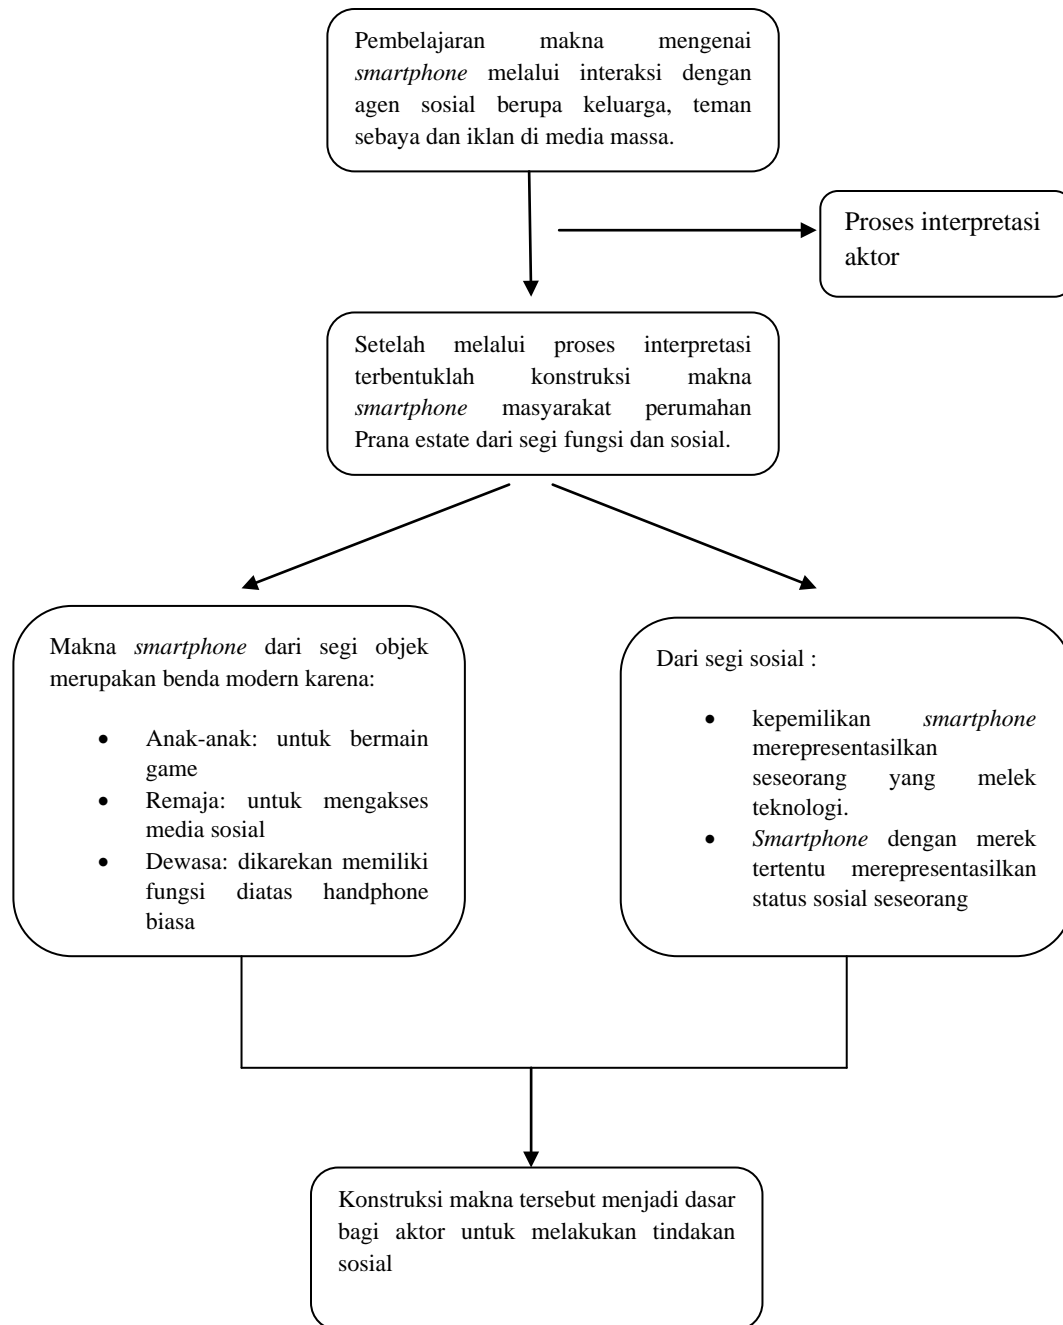 Pembelajaran makna mengenai
smartphone melalui interaksi dengan
agen sosial berupa keluarga, teman
sebaya dan iklan di media massa.
Proses interpretasi
aktor
Setelah melalui proses interpretasi
terbentuklah konstruksi makna
smartphone masyarakat perumahan
Prana estate dari segi fungsi dan sosial.
Makna smartphone dari segi objek
merupakan benda modern karena:
• Anak-anak: untuk bermain
game
• Remaja: untuk mengakses
media sosial
• Dewasa: dikarekan memiliki
fungsi diatas handphone
biasa
Dari segi sosial :
• kepemilikan smartphone
merepresentasilkan
seseorang yang melek
teknologi.
• Smartphone dengan merek
tertentu merepresentasilkan
status sosial seseorang
Konstruksi makna tersebut menjadi dasar
bagi aktor untuk melakukan tindakan
sosial